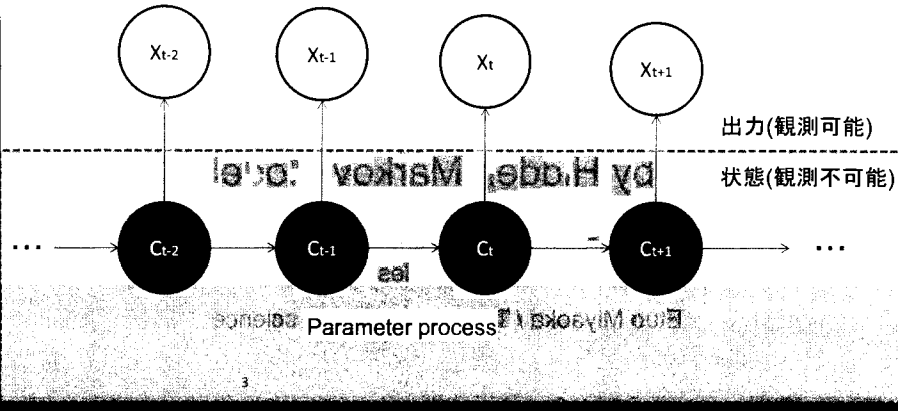 Xt-2 Xt-1 Xt Xt+1
出力(観測可能)
状態(観測不可能)
... Ct-2 Ct-1 Ct Ct+1 ...
Parameter process
3